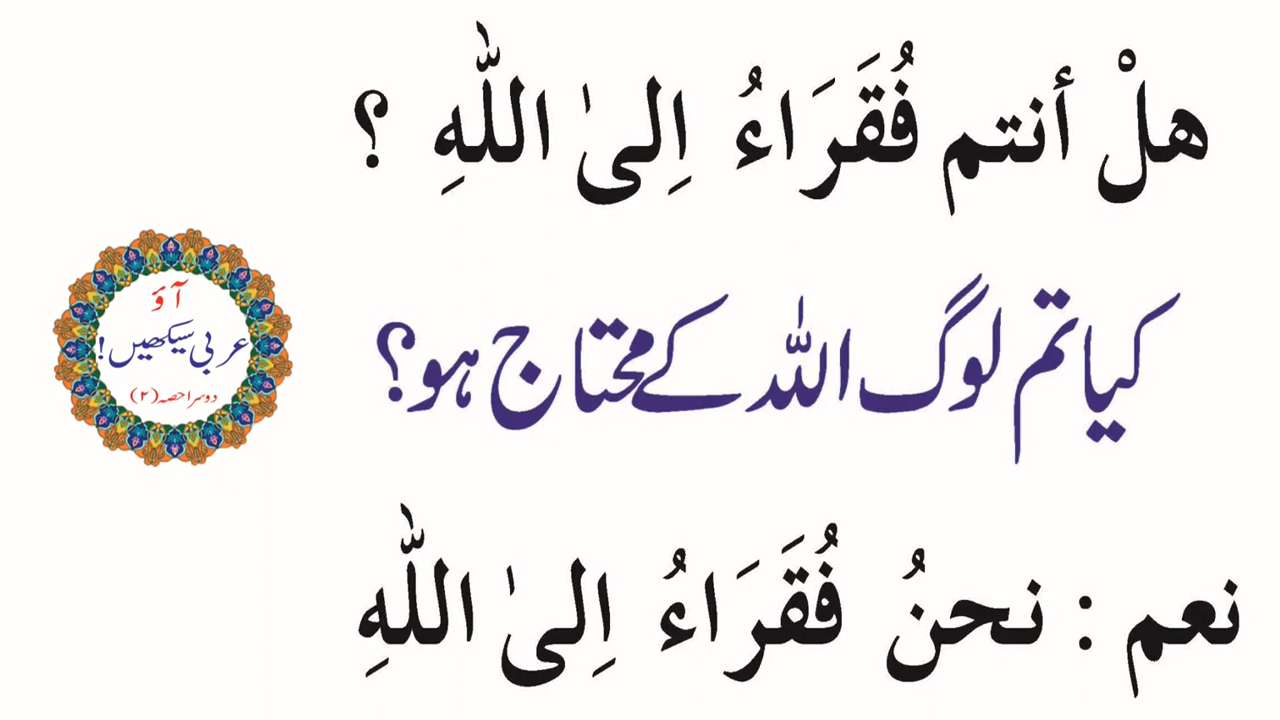 هلْ أنتم فُقَرَاءُ اِلیٰ اللّٰهِ ؟
کیا تم لوگ اللہ کے محتاج ہو؟
آؤ
عربی سیکھیں!
دوسرا حصہ (۲)
نعم : نحنُ فُقَرَاءُ اِلیٰ اللّٰهِ